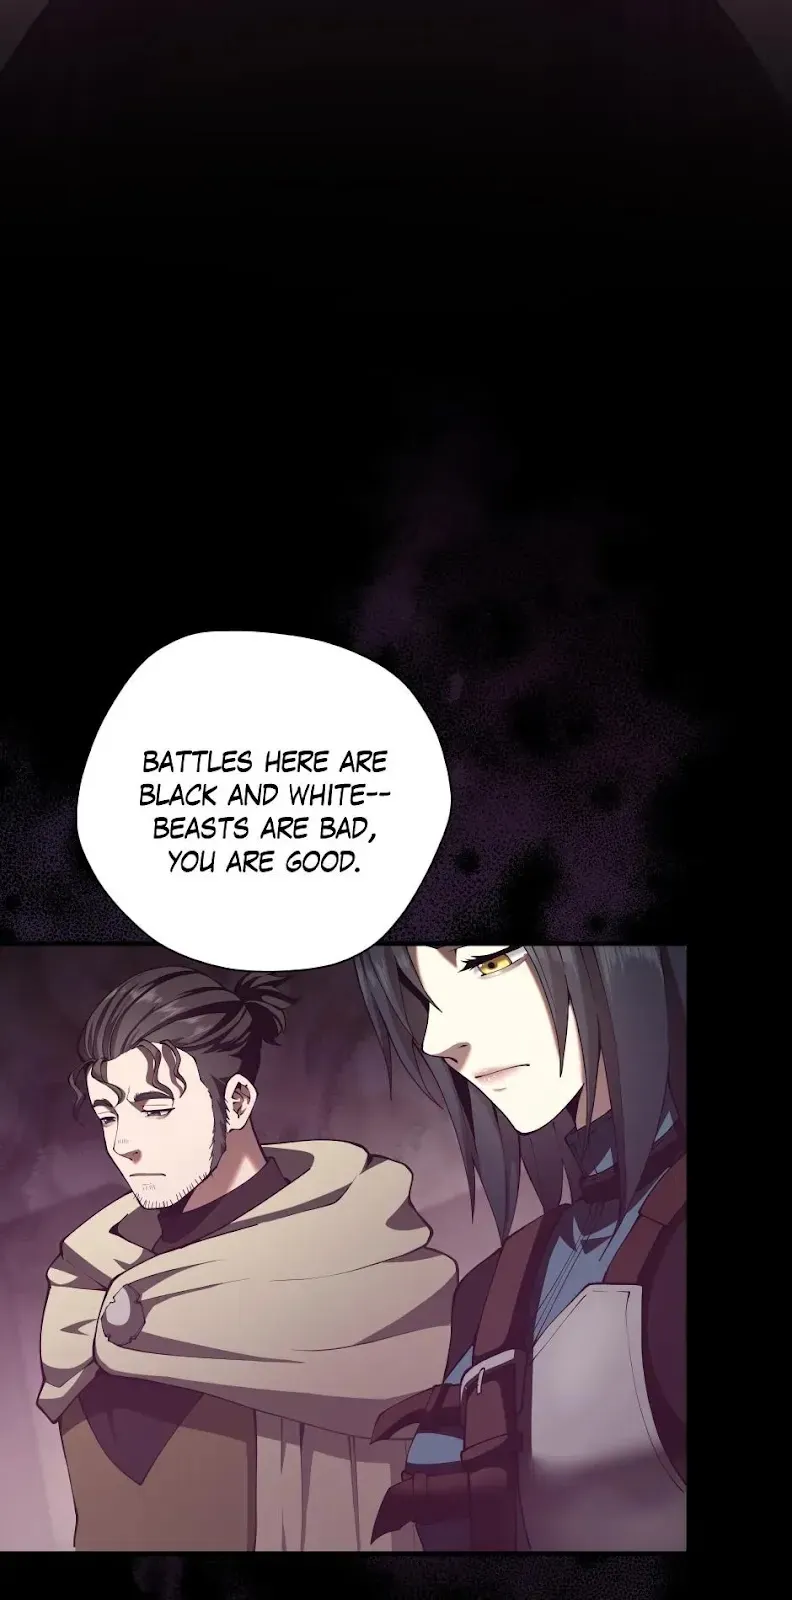 BATTLES HERE ARE
BLACK AND WHITE--
BEASTS ARE BAD,
YOU ARE GOOD.